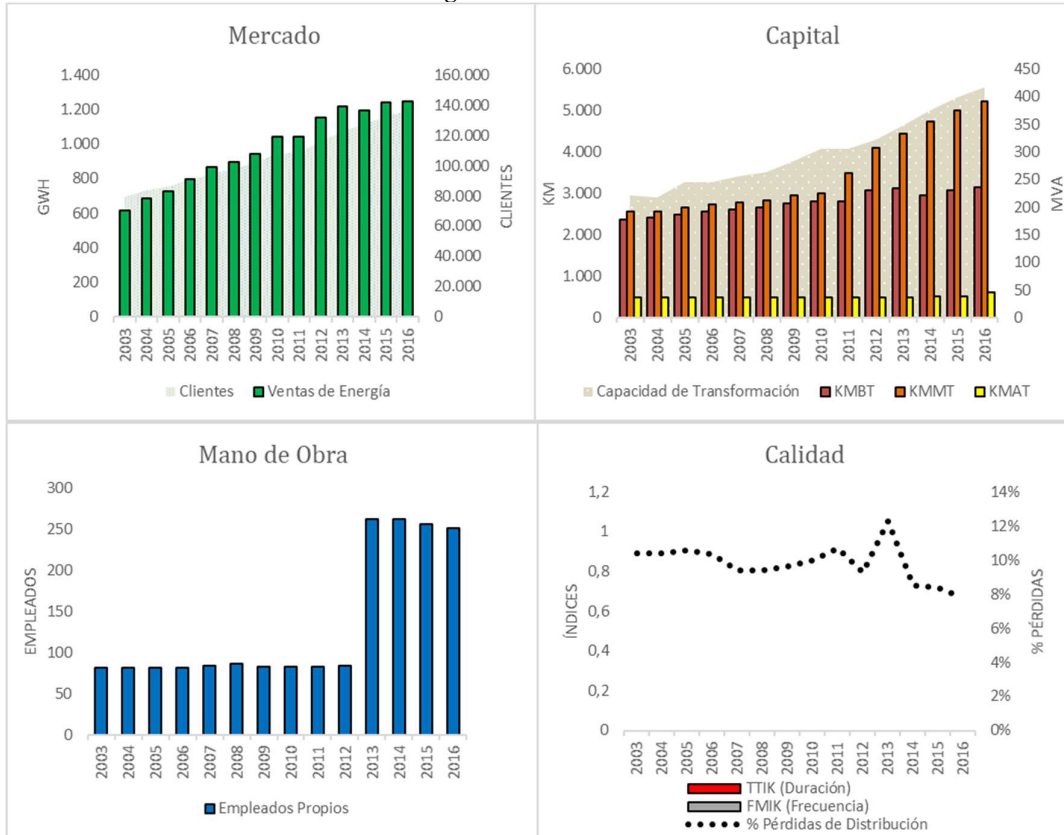 Mercado
GWH
1.400
1.200
1.000
800
600
400
200
0
160.000
140.000
120.000
100.000
80.000
60.000
40.000
20.000
0
CLIENTES
2003 2004 2005 2006 2007 2008 2009 2010 2011 2012 2013 2014 2015 2016
Clientes Ventas de Energía
Capital
KM
6.000
5.000
4.000
3.000
2.000
1.000
0
450
400
350
300
250
200
150
100
50
0
MVA
2003 2004 2005 2006 2007 2008 2009 2010 2011 2012 2013 2014 2015 2016
Capacidad de Transformación KMBT KMMT KMAT
Mano de Obra
EMPLEADOS
300
250
200
150
100
50
0
2003 2004 2005 2006 2007 2008 2009 2010 2011 2012 2013 2014 2015 2016
Empleados Propios
Calidad
ÍNDICES
1,2
1
0,8
0,6
0,4
0,2
0
14%
12%
10%
8%
6%
4%
2%
0%
% PÉRDIDAS
2003 2004 2005 2006 2007 2008 2009 2010 2011 2012 2013 2014 2015 2016
TTIK (Duración)
FMIK (Frecuencia)
% Pérdidas de Distribución